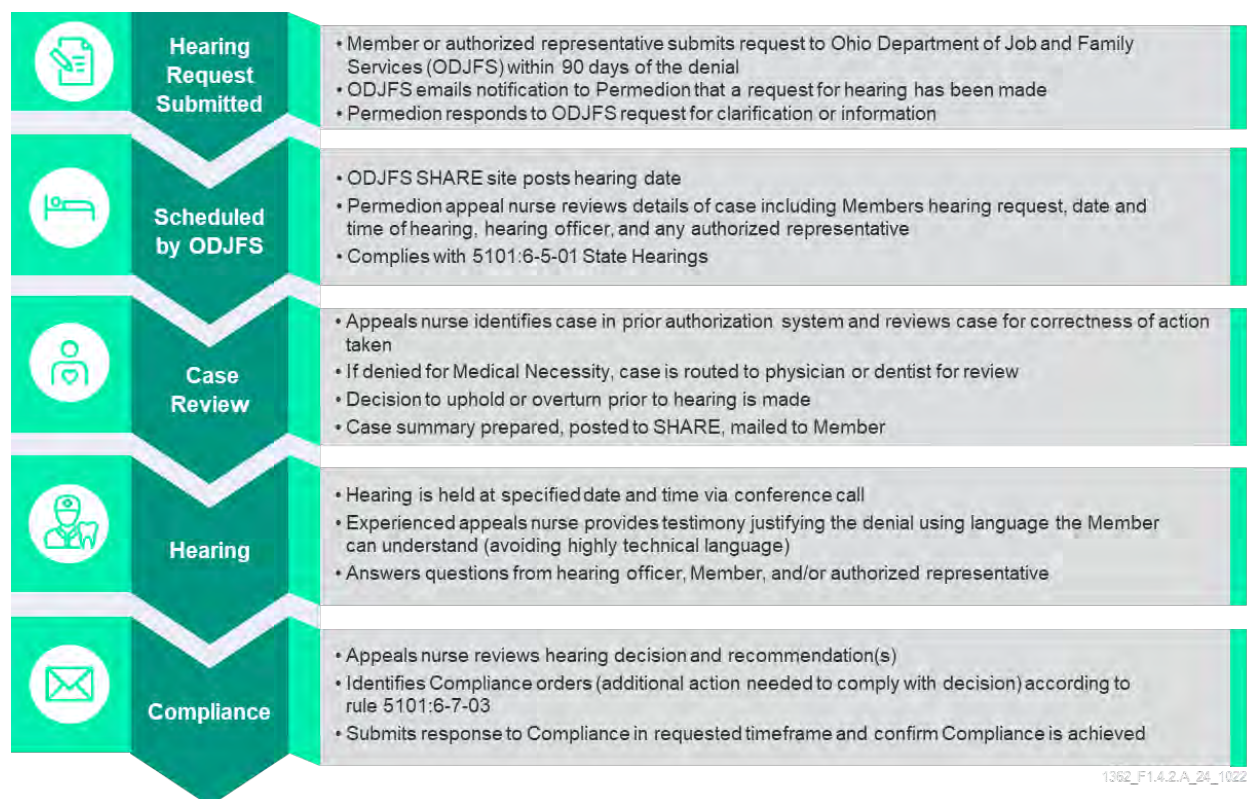 Hearing
Request
Submitted
• Member or authorized representative submits request to Ohio Department of Job and Family
Services (ODJFS) within 90 days of the denial
• ODJFS emails notification to Permedion that a request for hearing has been made
• Permedion responds to ODJFS request for clarification or information
Scheduled
by ODJFS
• ODJFS SHARE site posts hearing date
• Permedion appeal nurse reviews details of case including Members hearing request, date and
time of hearing, hearing officer, and any authorized representative
• Complies with 5101:6-5-01 State Hearings
Case
Review
• Appeals nurse identifies case in prior authorization system and reviews case for correctness of action
taken
• If denied for Medical Necessity, case is routed to physician or dentist for review
• Decision to uphold or overturn prior to hearing is made
• Case summary prepared, posted to SHARE, mailed to Member
Hearing
• Hearing is held at specified date and time via conference call
• Experienced appeals nurse provides testimony justifying the denial using language the Member
can understand (avoiding highly technical language)
• Answers questions from hearing officer, Member, and/or authorized representative
Compliance
• Appeals nurse reviews hearing decision and recommendation(s)
• Identifies Compliance orders (additional action needed to comply with decision) according to
rule 5101:6-7-03
• Submits response to Compliance in requested timeframe and confirm Compliance is achieved
1362_F1.4.2.A_24_1022